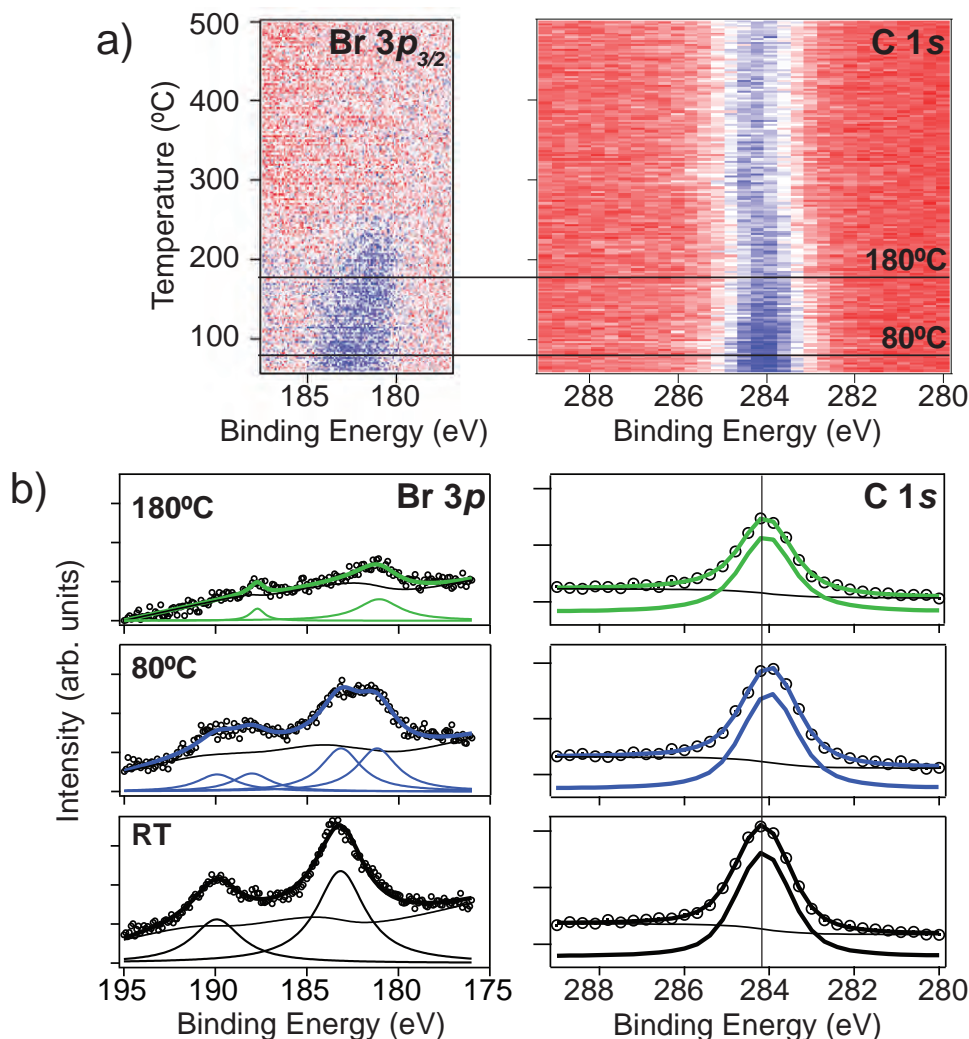 a)
Br 3p3/2
C 1s
Temperature (ºC)
500
400
300
200
100
180ºC
80ºC
185 180
288 286 284 282 280
Binding Energy (eV)
Binding Energy (eV)
b)
180ºC
Br 3p
C 1s
80ºC
RT
Intensity (arb. units)
195 190 185 180 175
288 286 284 282 280
Binding Energy (eV)
Binding Energy (eV)